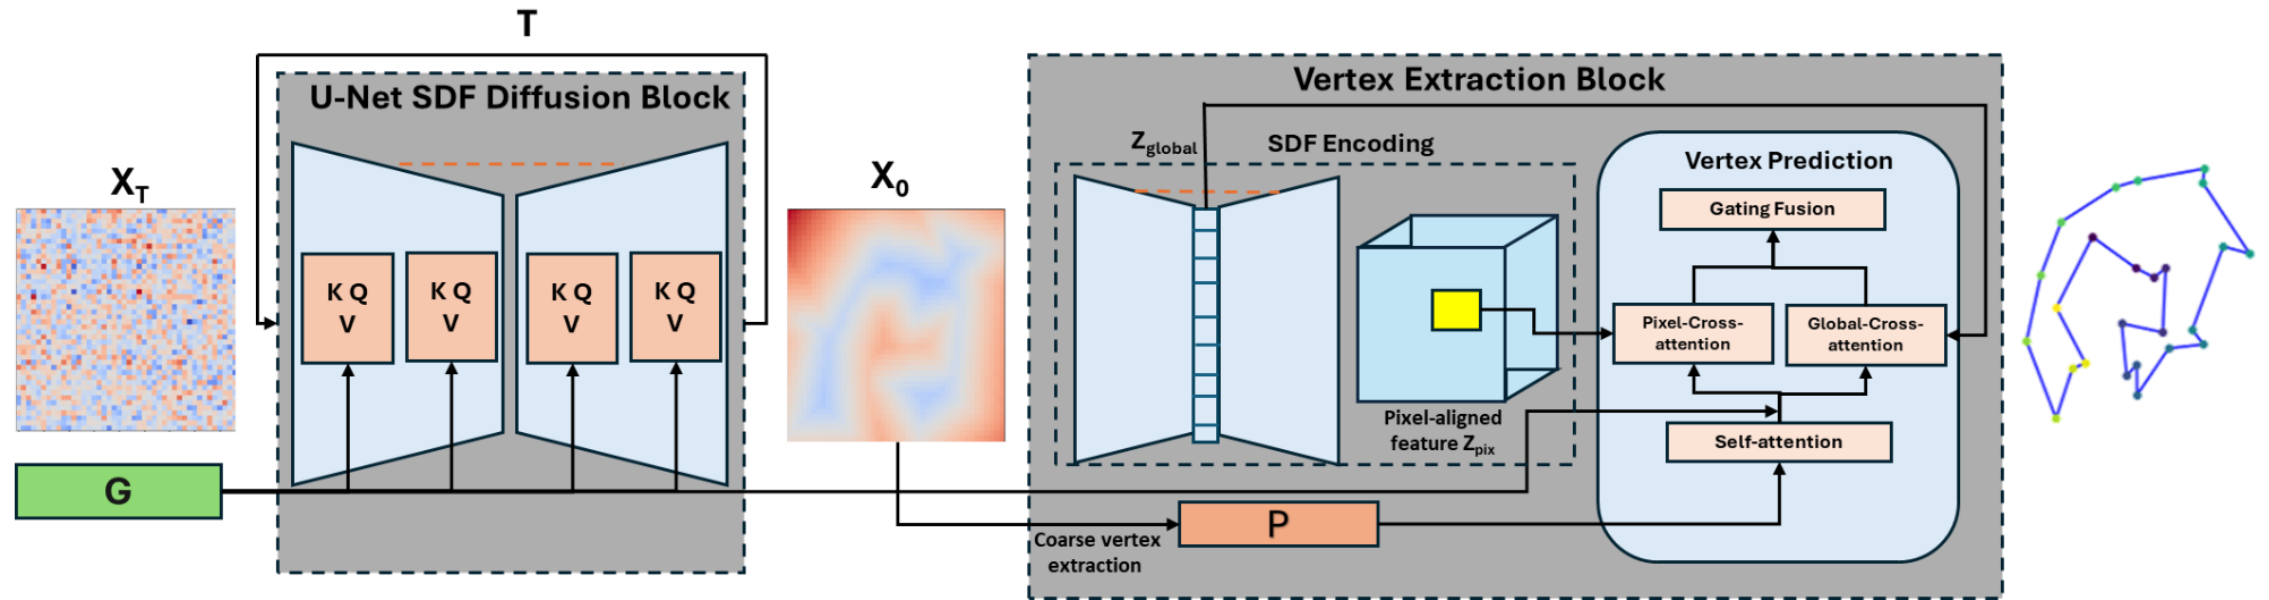 T
U-Net SDF Diffusion Block
X_T
K Q
V
K Q
V
K Q
V
K Q
V
G
X_0
Vertex Extraction Block
Z_global
SDF Encoding
Pixel-aligned
feature Z_pix
Coarse vertex
extraction
P
Vertex Prediction
Gating Fusion
Pixel-Cross-
attention
Global-Cross-
attention
Self-attention